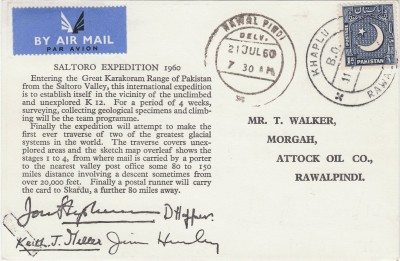 BY AIR MAIL
PAR AVION
RAWAL PINDI
DELY.
21 JUL 60
7 30 AM
KHAPLU
B.O.
11
RAWA
PAKISTAN
SALTORO EXPEDITION 1960
Entering the Great Karakoram Range of Pakistan
from the Saltoro Valley, this international expedition
is to establish itself in the vicinity of the unclimbed
and unexplored K 12. For a period of 4 weeks,
surveying, collecting geological specimens and climb-
ing will be the team programme.
Finally the expedition will attempt to make the
first ever traverse of two of the greatest glacial
systems in the world. The traverse covers unex-
plored areas and the sketch map overleaf shows the
stages 1 to 4, from where mail is carried by a porter
to the nearest valley post office some 80 to 150
miles distance involving a descent sometimes from
over 20,000 feet. Finally a postal runner will carry
the card to Skardu, a further 80 miles away.
MR. T. WALKER,
MORGAH,
ATTOCK OIL CO.,
RAWALPINDI.
Keith J. Miller